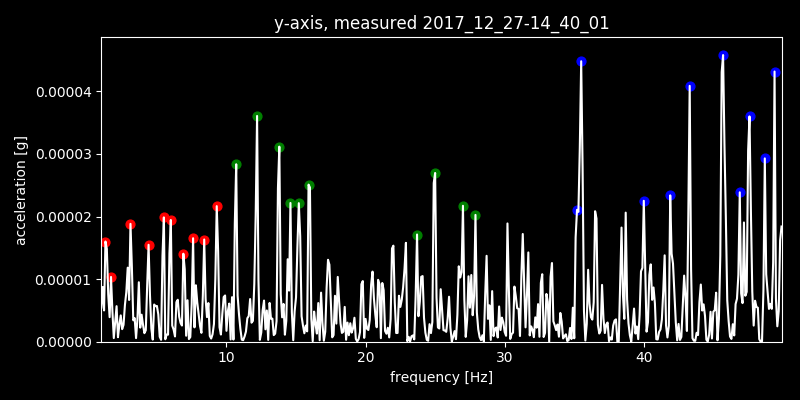 y-axis, measured 2017_12_27-14_40_01
acceleration [g]
0.00004
0.00003
0.00002
0.00001
0.00000
10 20 30 40
frequency [Hz]